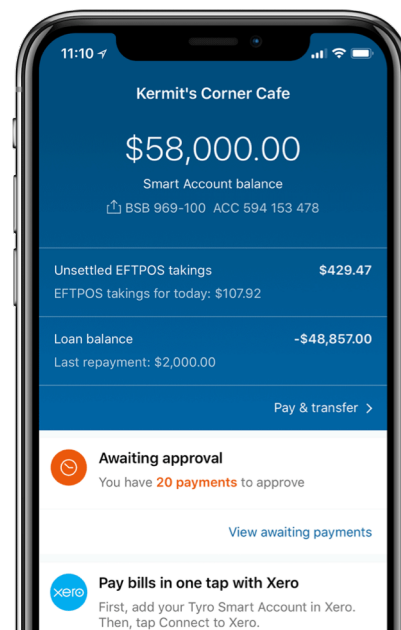 11:10
Kermit's Corner Cafe
$58,000.00
Smart Account balance
BSB 969-100 ACC 594 153 478
Unsettled EFTPOS takings $429.47
EFTPOS takings for today: $107.92
Loan balance -$48,857.00
Last repayment: $2,000.00
Pay & transfer >
Awaiting approval
You have 20 payments to approve
View awaiting payments
xero
Pay bills in one tap with Xero
First, add your Tyro Smart Account in Xero.
Then, tap Connect to Xero.